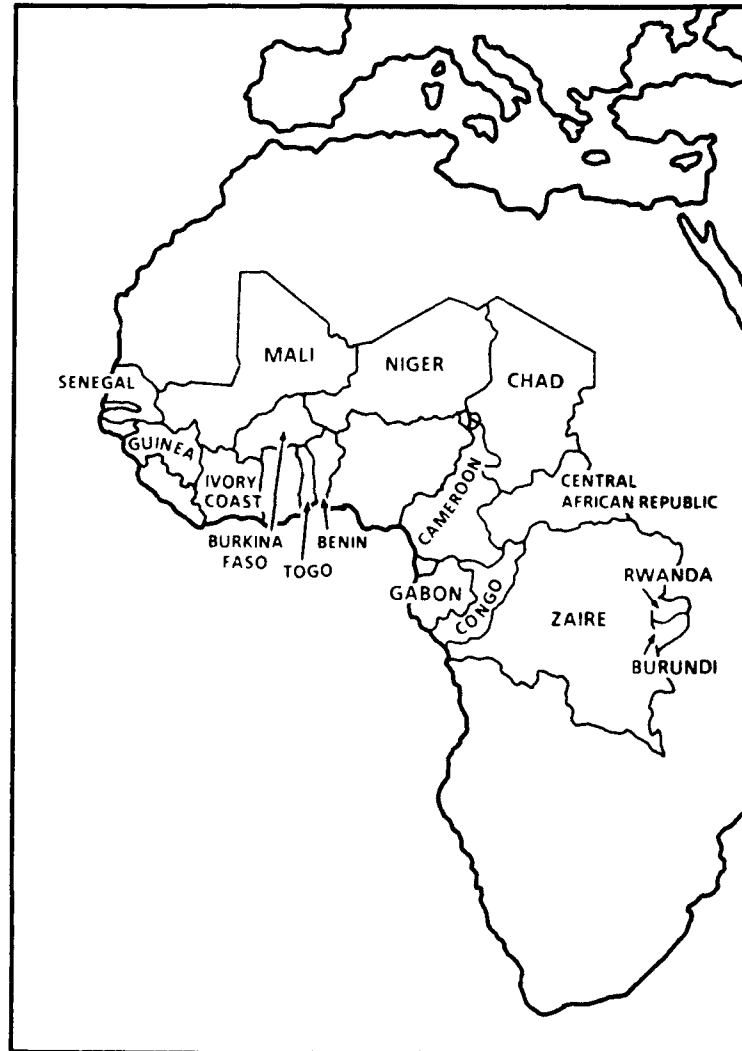 MALI
NIGER
CHAD
SENEGAL
GUINEA
IVORY
COAST
BURKINA
FASO
TOGO
BENIN
CAMEROON
CENTRAL
AFRICAN REPUBLIC
GABON
CONGO
ZAIRE
RWANDA
BURUNDI